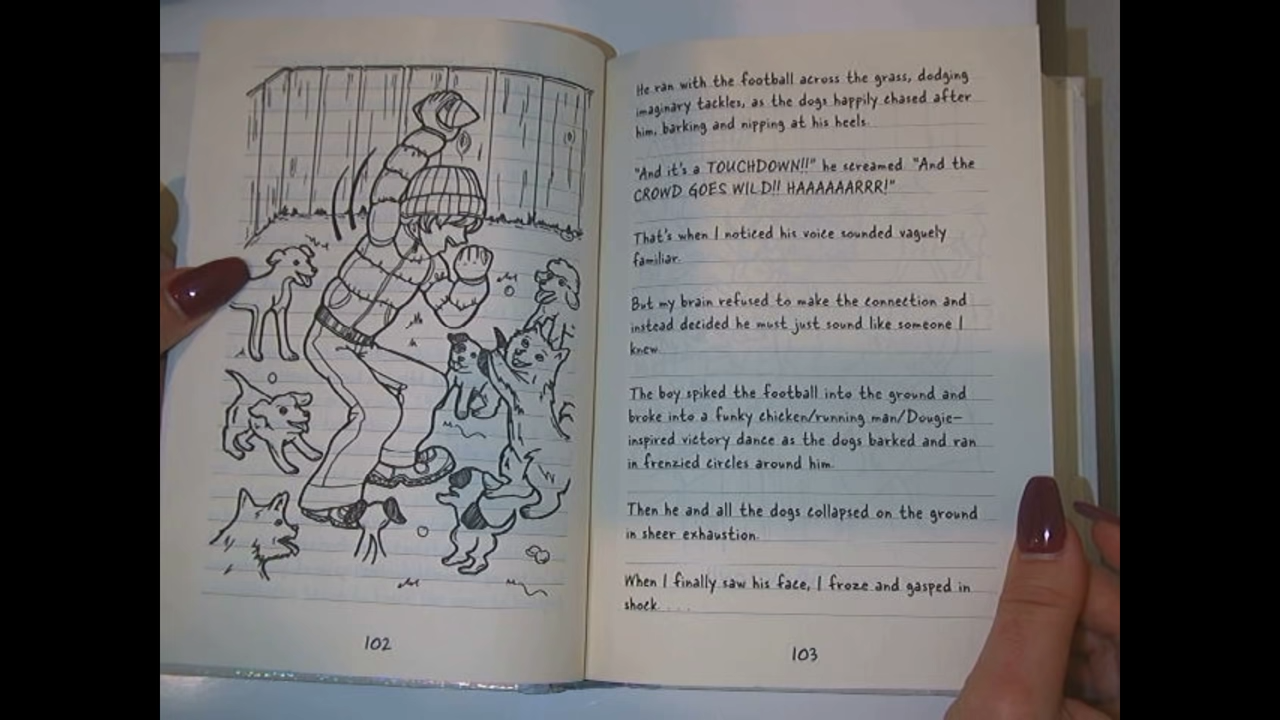 He ran with the football across the grass, dodging
imaginary tackles, as the dogs happily chased after
him, barking and nipping at his heels.
"And it's a TOUCHDOWN!!" he screamed. "And the
CROWD GOES WILD!! HAAAAAARRR!"
That's when I noticed his voice sounded vaguely
familiar.
But my brain refused to make the connection and
instead decided he must just sound like someone I
knew.
The boy spiked the football into the ground and
broke into a funky chicken/running man/Dougie-
inspired victory dance as the dogs barked and ran
in frenzied circles around him.
Then he and all the dogs collapsed on the ground
in sheer exhaustion.
When I finally saw his face, I froze and gasped in
shock . . . .
102
103